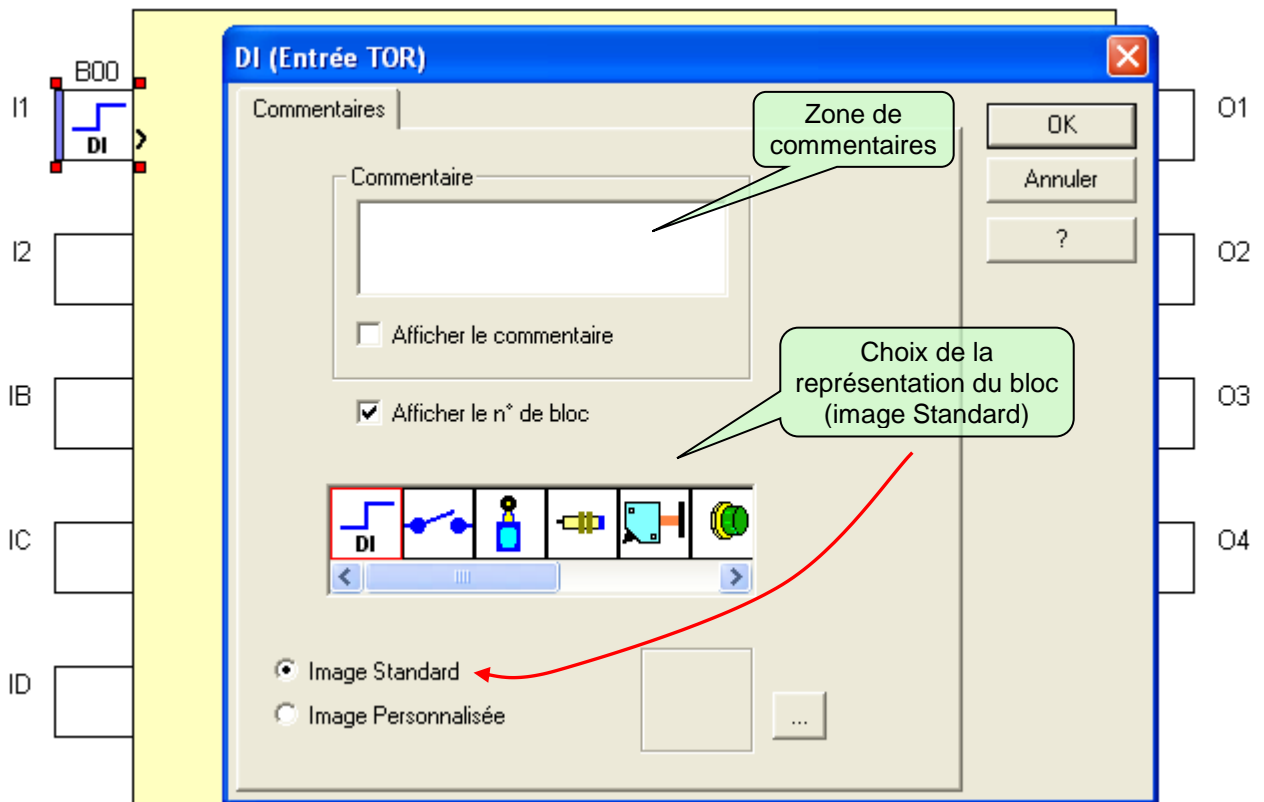 B00
DI (Entrée TOR)
I1
DI
Commentaires
Zone de
commentaires
OK
O1
Commentaire
Annuler
?
I2
O2
Afficher le commentaire
Choix de la
représentation du bloc
(image Standard)
IB
Afficher le n° de bloc
O3
DI
IC
O4
ID
Image Standard
Image Personnalisée
...